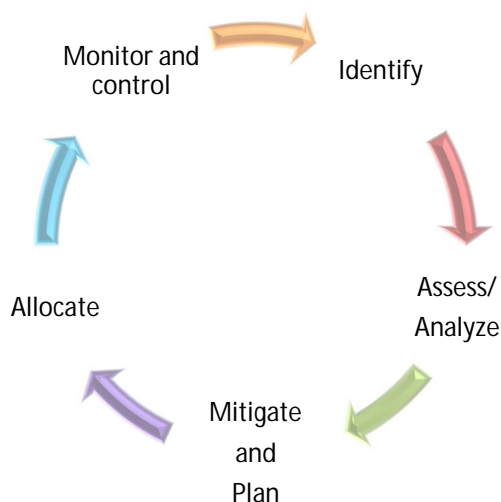 Monitor and
control
Identify
Assess/
Analyze
Mitigate
and
Plan
Allocate